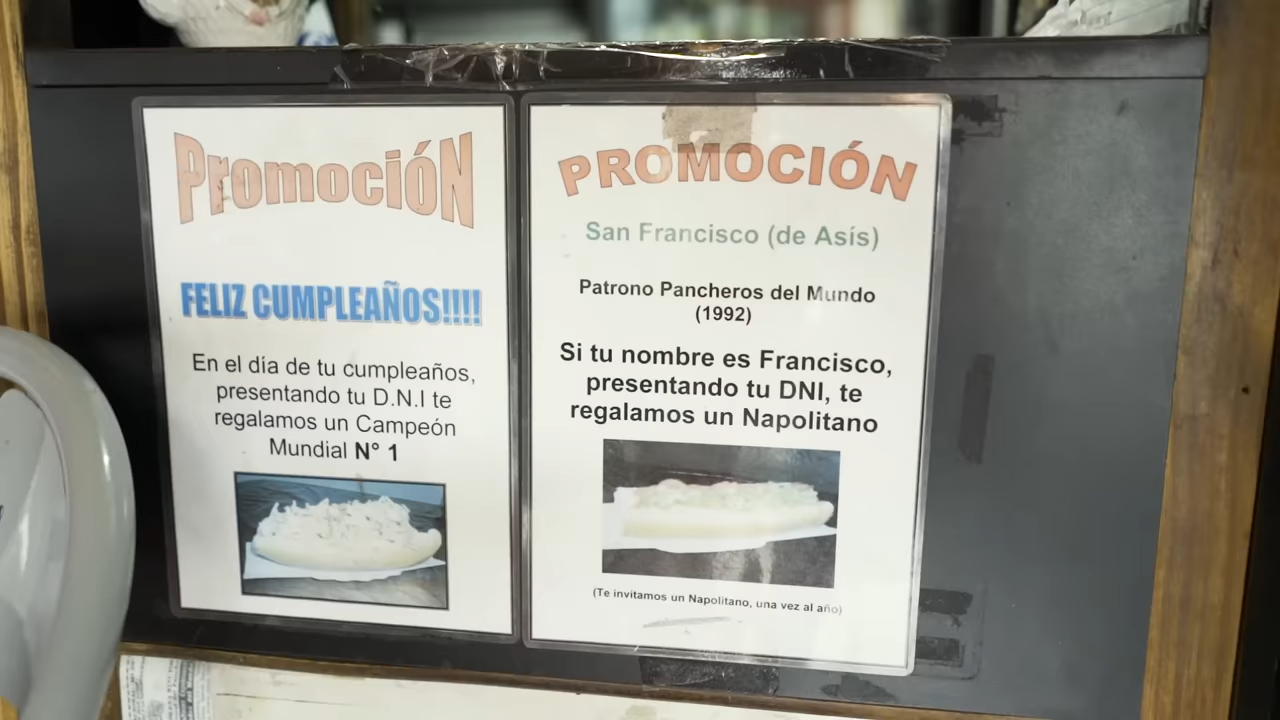 PromocióN
FELIZ CUMPLEAÑOS!!!!
En el día de tu cumpleaños,
presentando tu D.N.I te
regalamos un Campeón
Mundial N° 1
PROMOCIÓN
San Francisco (de Asís)
Patrono Pancheros del Mundo
(1992)
Si tu nombre es Francisco,
presentando tu DNI, te
regalamos un Napolitano
(Te invitamos un Napolitano, una vez al año)